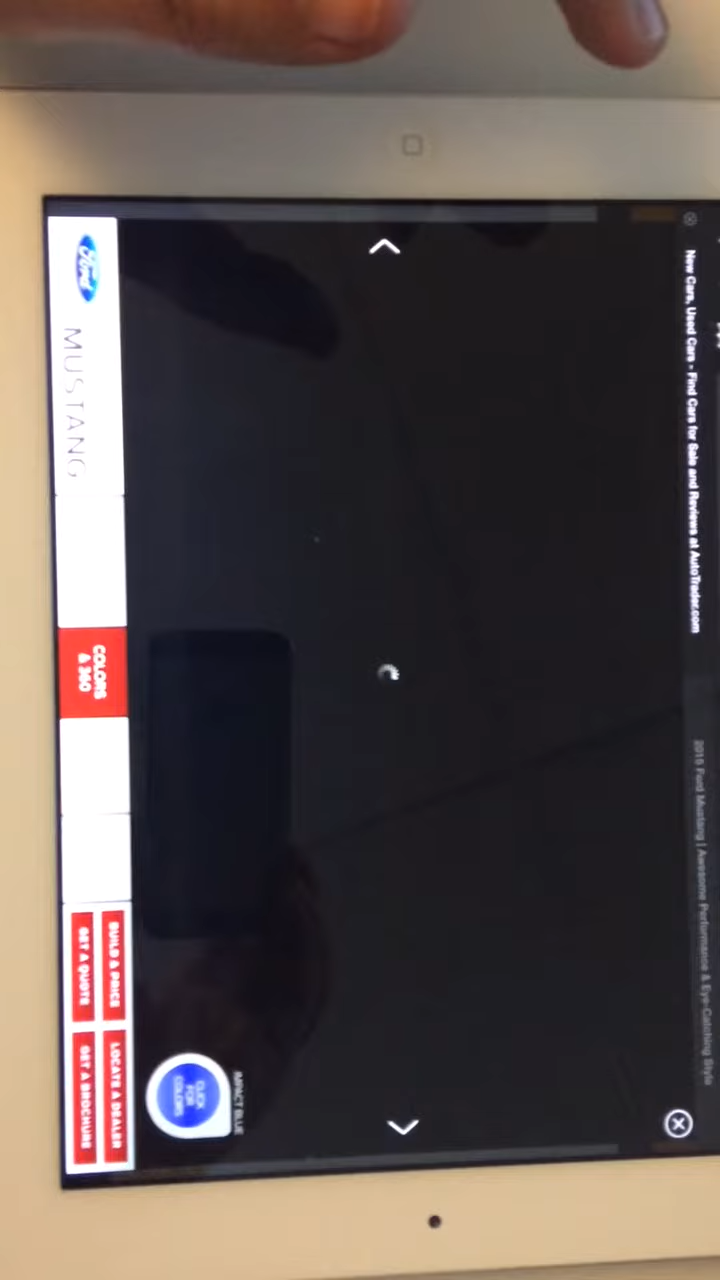 New Cars, Used Cars - Find Cars for Sale and Reviews at AutoTrader.com
2015 Ford Mustang | Awesome Performance & Eye-Catching Style
IMPACT BLUE
CLICK
FOR
COLORS
Ford
MUSTANG
COLORS
& 360
BUILD & PRICE
LOCATE A DEALER
GET A QUOTE
GET A BROCHURE